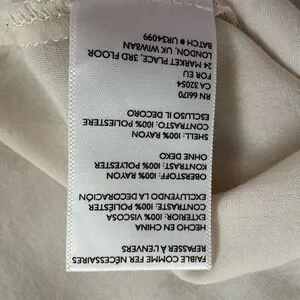 FAIBLE COMME FER NÉCESSAIRES
REPASSER À L'ENVERS
HECHO EN CHINA
EXTERIOR: 100% VISCOSA
CONTRASTE: 100% POLIÉSTER
EXCLUYENDO LA DECORACIÓN
OBERSTOFF: 100% RAYON
KONTRAST: 100% POLYESTER
OHNE DEKO
SHELL: 100% RAYON
CONTRASTO: 100% POLIESTERE
ESCLUSO IL DECORO
RN 66170
CA 32054
FOR EU
24 MARKET PLACE, 3RD FLOOR
LONDON, UK W1W8AN
BATCH # UR34099